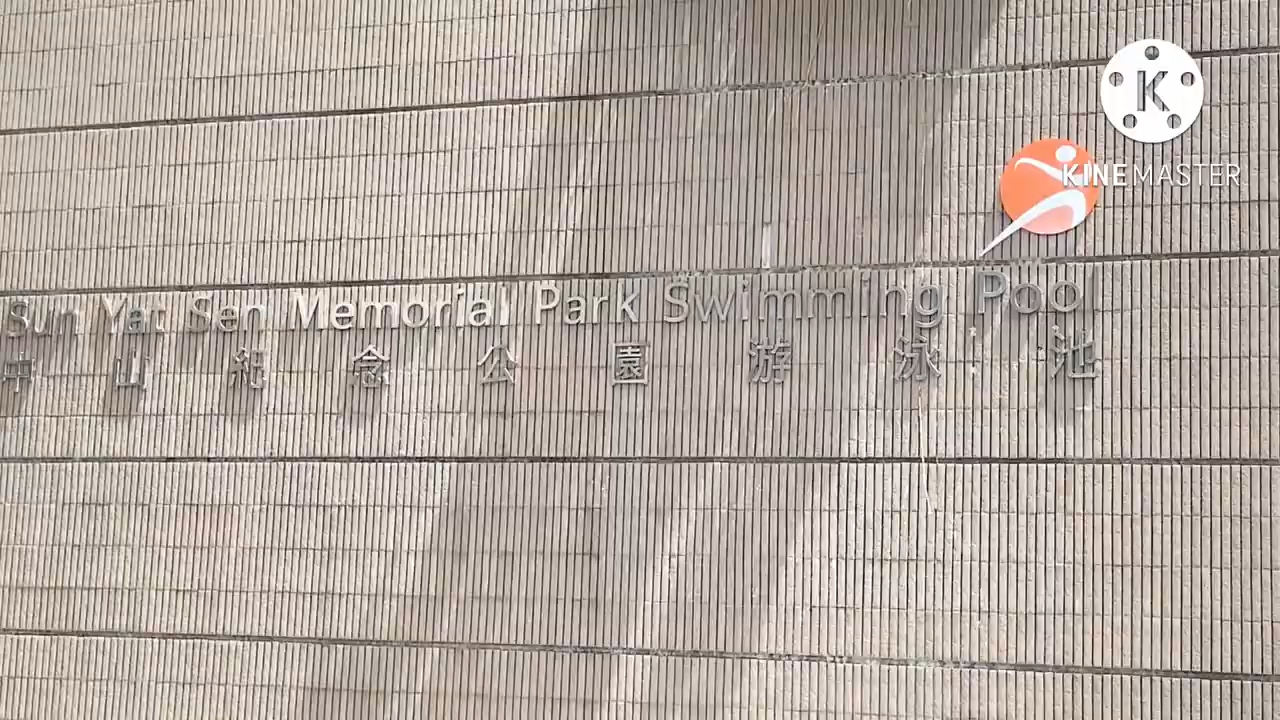 K
KINEMASTER
Sun Yat Sen Memorial Park Swimming Pool
中山紀念公園游泳池